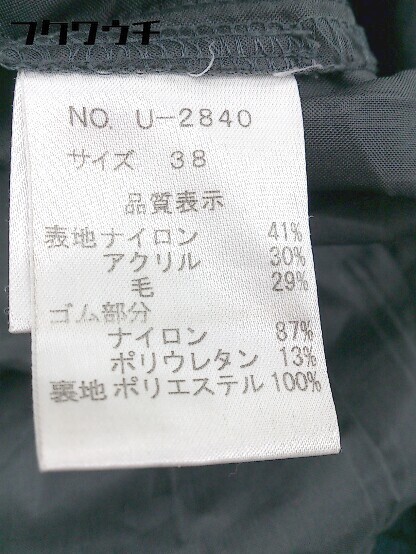 フクワウチ
NO. U-2840
サイズ 38
品質表示
表地 ナイロン 41%
アクリル 30%
毛 29%
ゴム部分
ナイロン 87%
ポリウレタン 13%
裏地 ポリエステル 100%